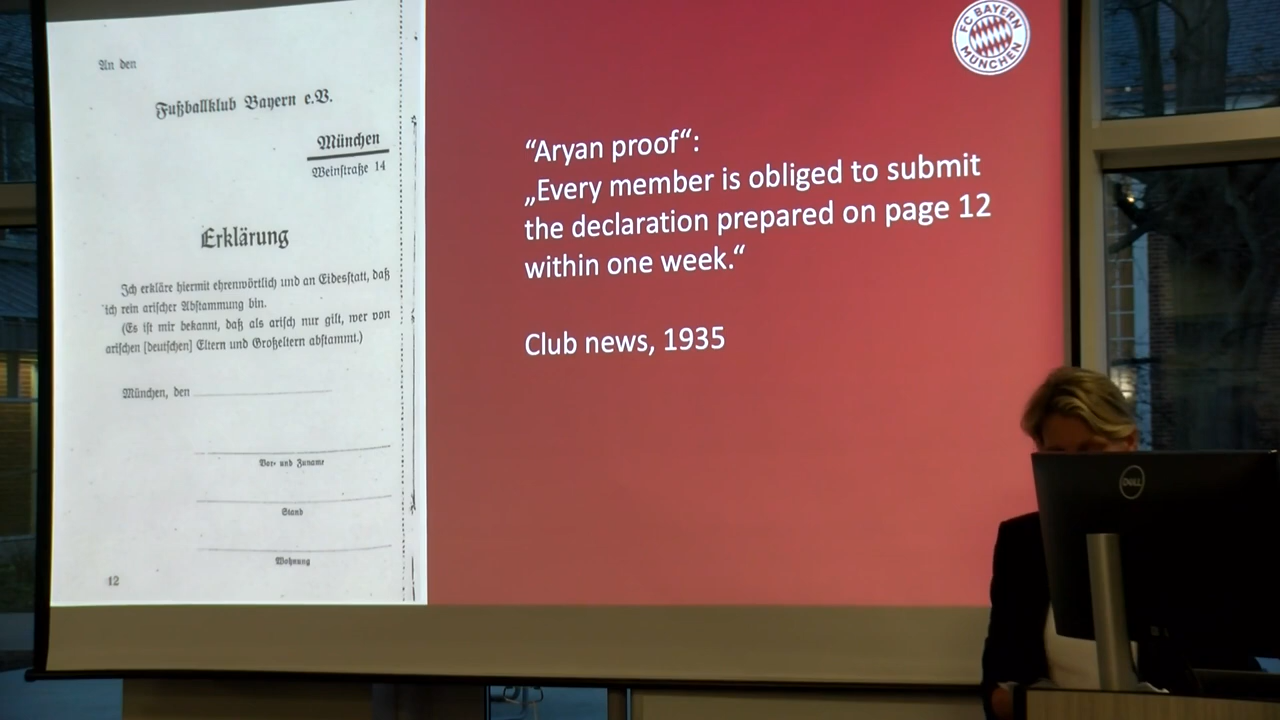 An den
Fußballklub Bayern e.V.
München
Weinstraße 14
Erklärung
Ich erkläre hiermit ehrenwörtlich und an Eidesstatt, daß
ich rein arischer Abstammung bin.
(Es ist mir bekannt, daß als arisch nur gilt, wer von
arischen [deutschen] Eltern und Großeltern abstammt.)
München, den
Vor- und Zuname
Stand
Wohnung
12
FC BAYERN
MÜNCHEN
“Aryan proof“:
„Every member is obliged to submit
the declaration prepared on page 12
within one week.“
Club news, 1935
DELL